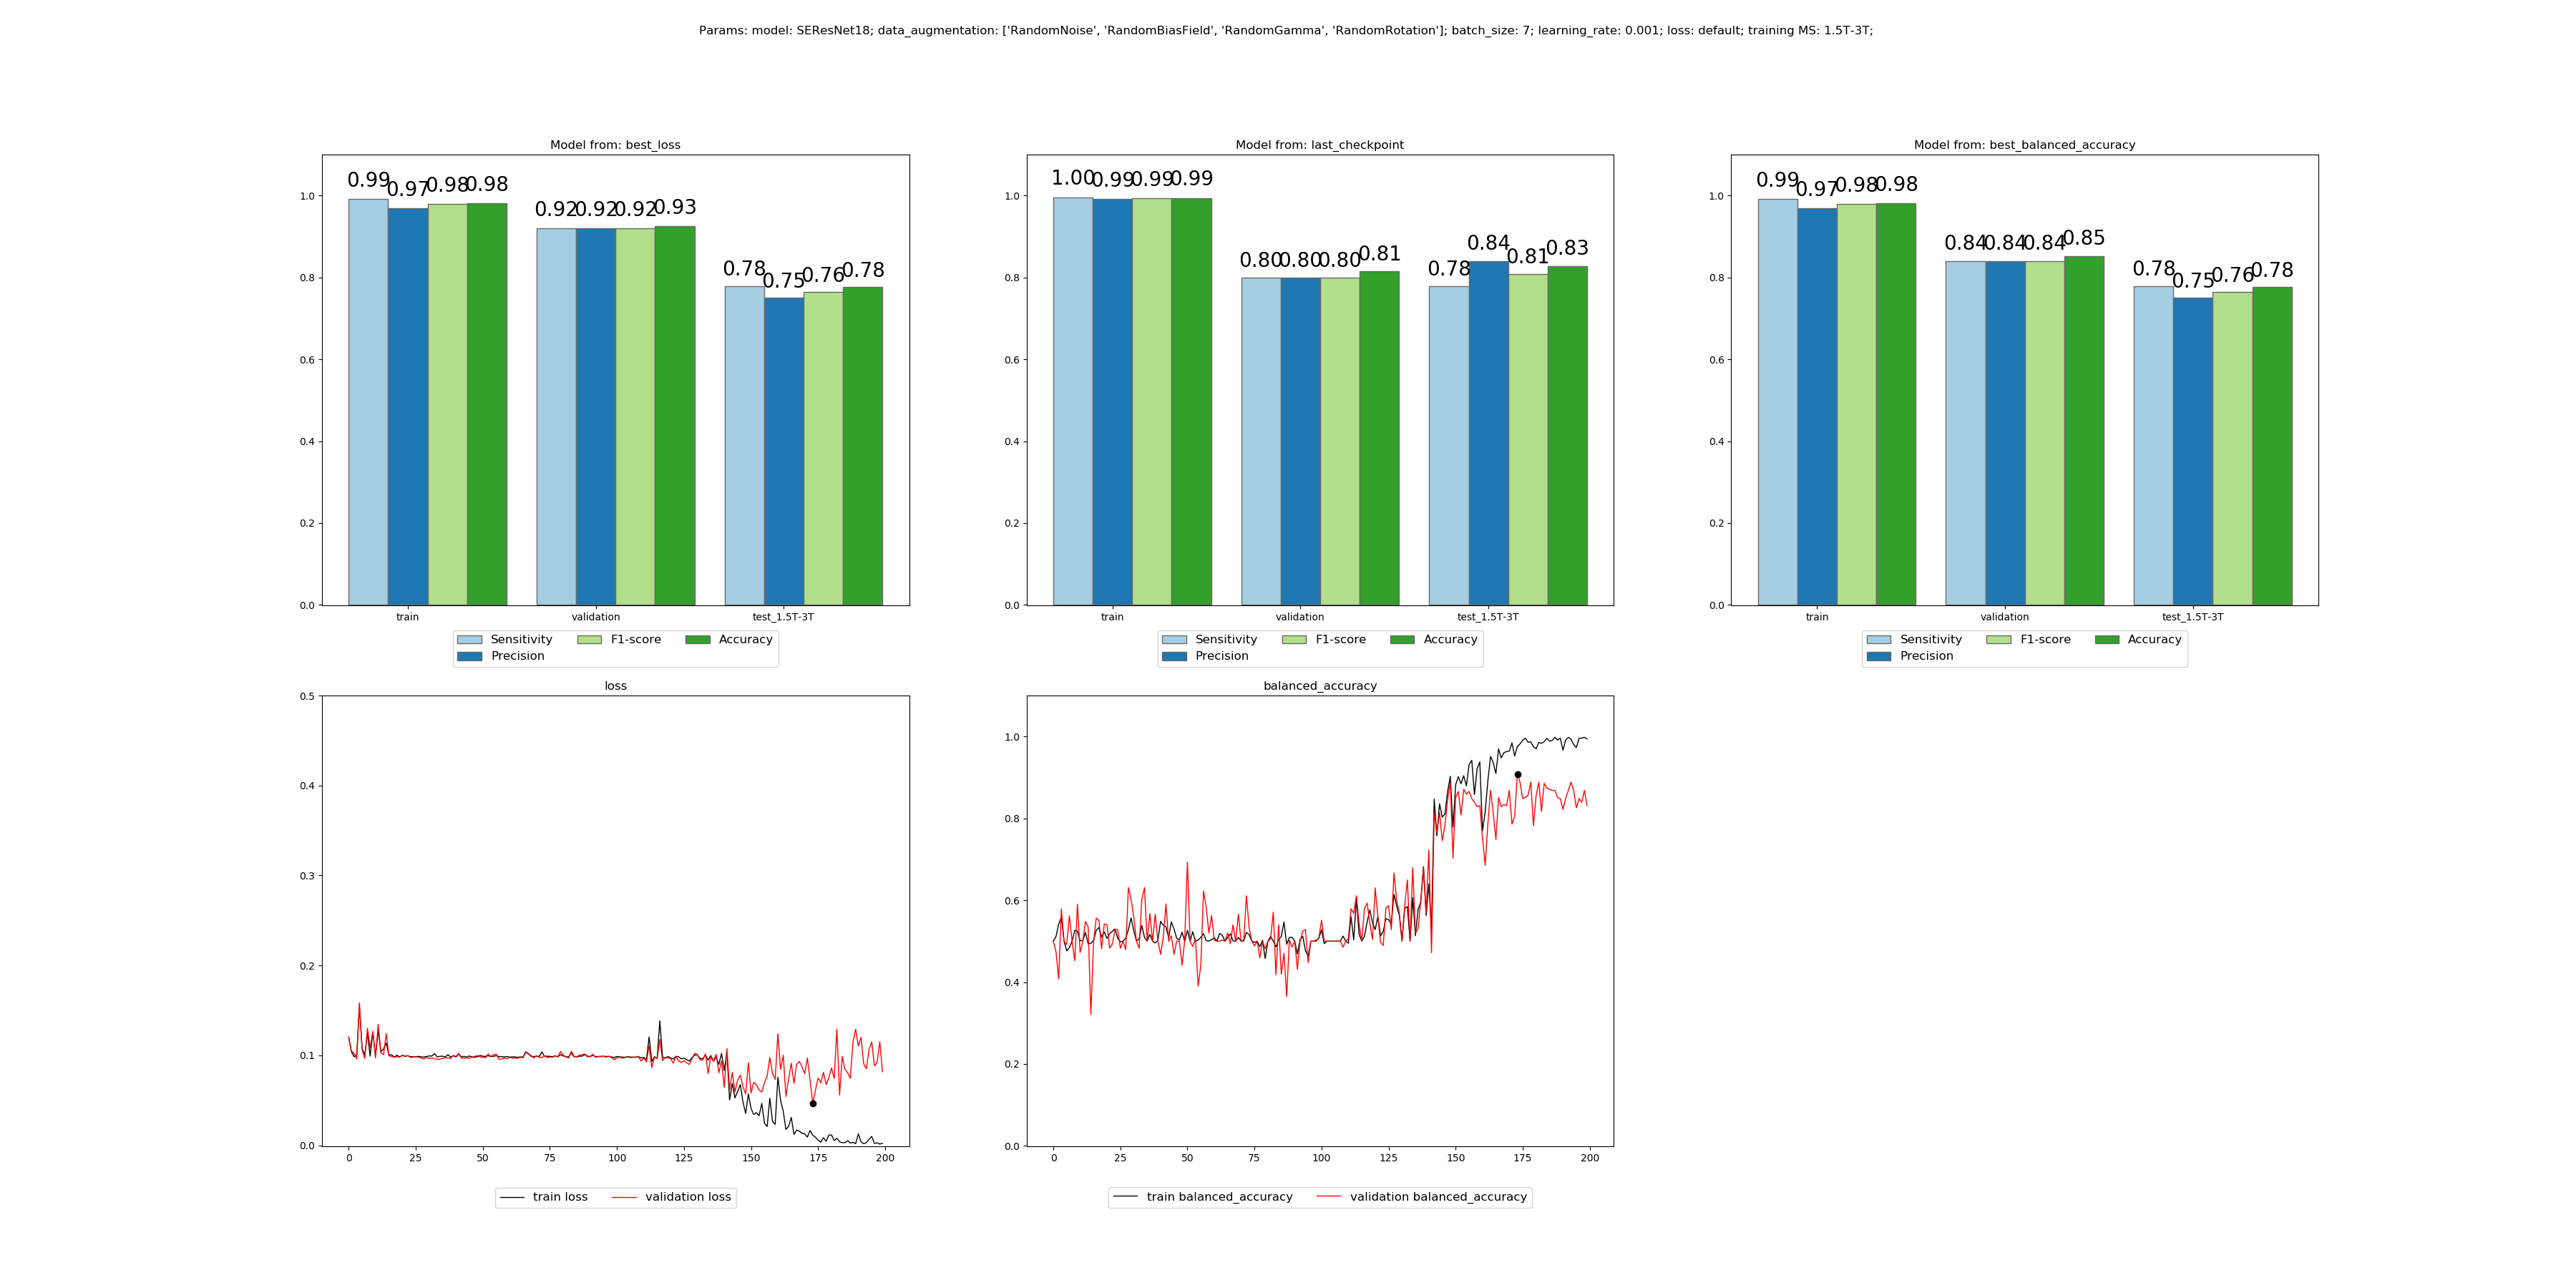 Params: model: SEResNet18; data_augmentation: ['RandomNoise', 'RandomBiasField', 'RandomGamma', 'RandomRotation']; batch_size: 7; learning_rate: 0.001; loss: default; training MS: 1.5T-3T;
Model from: best_loss
0.99 0.97 0.98 0.98
0.92 0.92 0.92 0.93
0.78 0.75 0.76 0.78
1.0
0.8
0.6
0.4
0.2
0.0
train validation test_1.5T-3T
Sensitivity F1-score Accuracy
Precision
Model from: last_checkpoint
1.00 0.99 0.99 0.99
0.80 0.80 0.80 0.81
0.78 0.84 0.81 0.83
1.0
0.8
0.6
0.4
0.2
0.0
train validation test_1.5T-3T
Sensitivity F1-score Accuracy
Precision
Model from: best_balanced_accuracy
0.99 0.97 0.98 0.98
0.84 0.84 0.84 0.85
0.78 0.75 0.76 0.78
1.0
0.8
0.6
0.4
0.2
0.0
train validation test_1.5T-3T
Sensitivity F1-score Accuracy
Precision
loss
0.5
0.4
0.3
0.2
0.1
0.0
0 25 50 75 100 125 150 175 200
train loss validation loss
balanced_accuracy
1.0
0.8
0.6
0.4
0.2
0.0
0 25 50 75 100 125 150 175 200
train balanced_accuracy validation balanced_accuracy